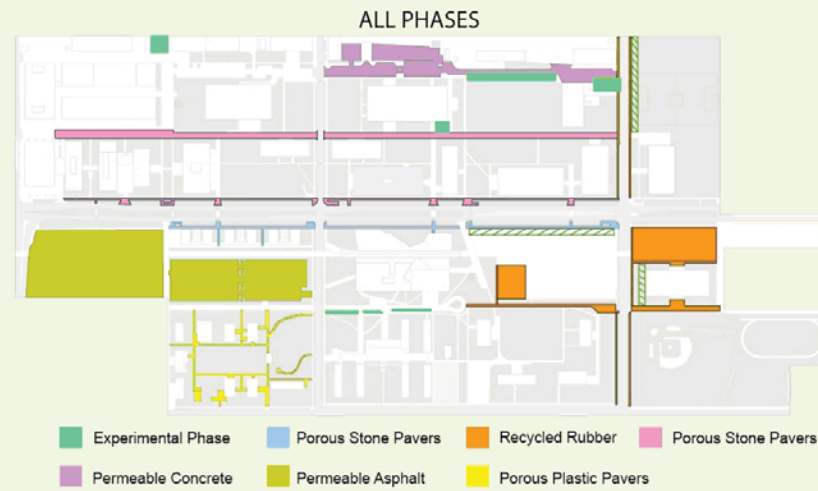 ALL PHASES
Experimental Phase Porous Stone Pavers Recycled Rubber Porous Stone Pavers
Permeable Concrete Permeable Asphalt Porous Plastic Pavers